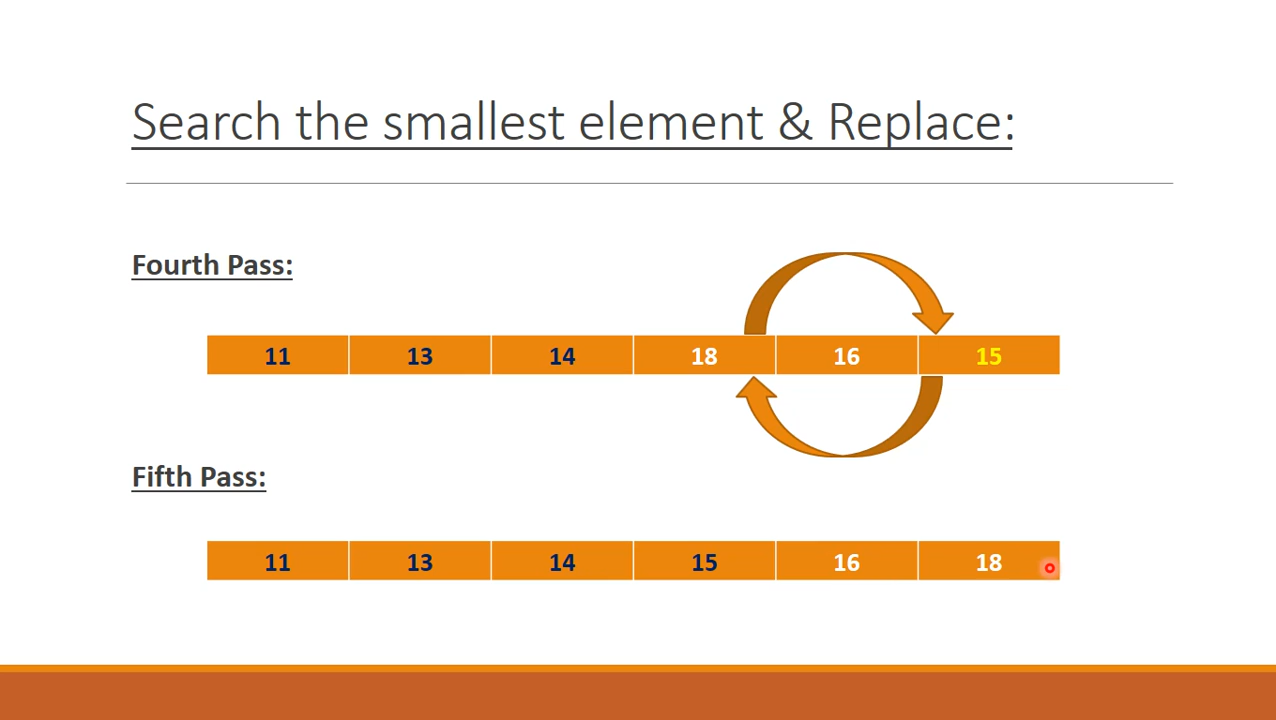 Search the smallest element & Replace:
Fourth Pass:
11 13 14 18 16 15
Fifth Pass:
11 13 14 15 16 18